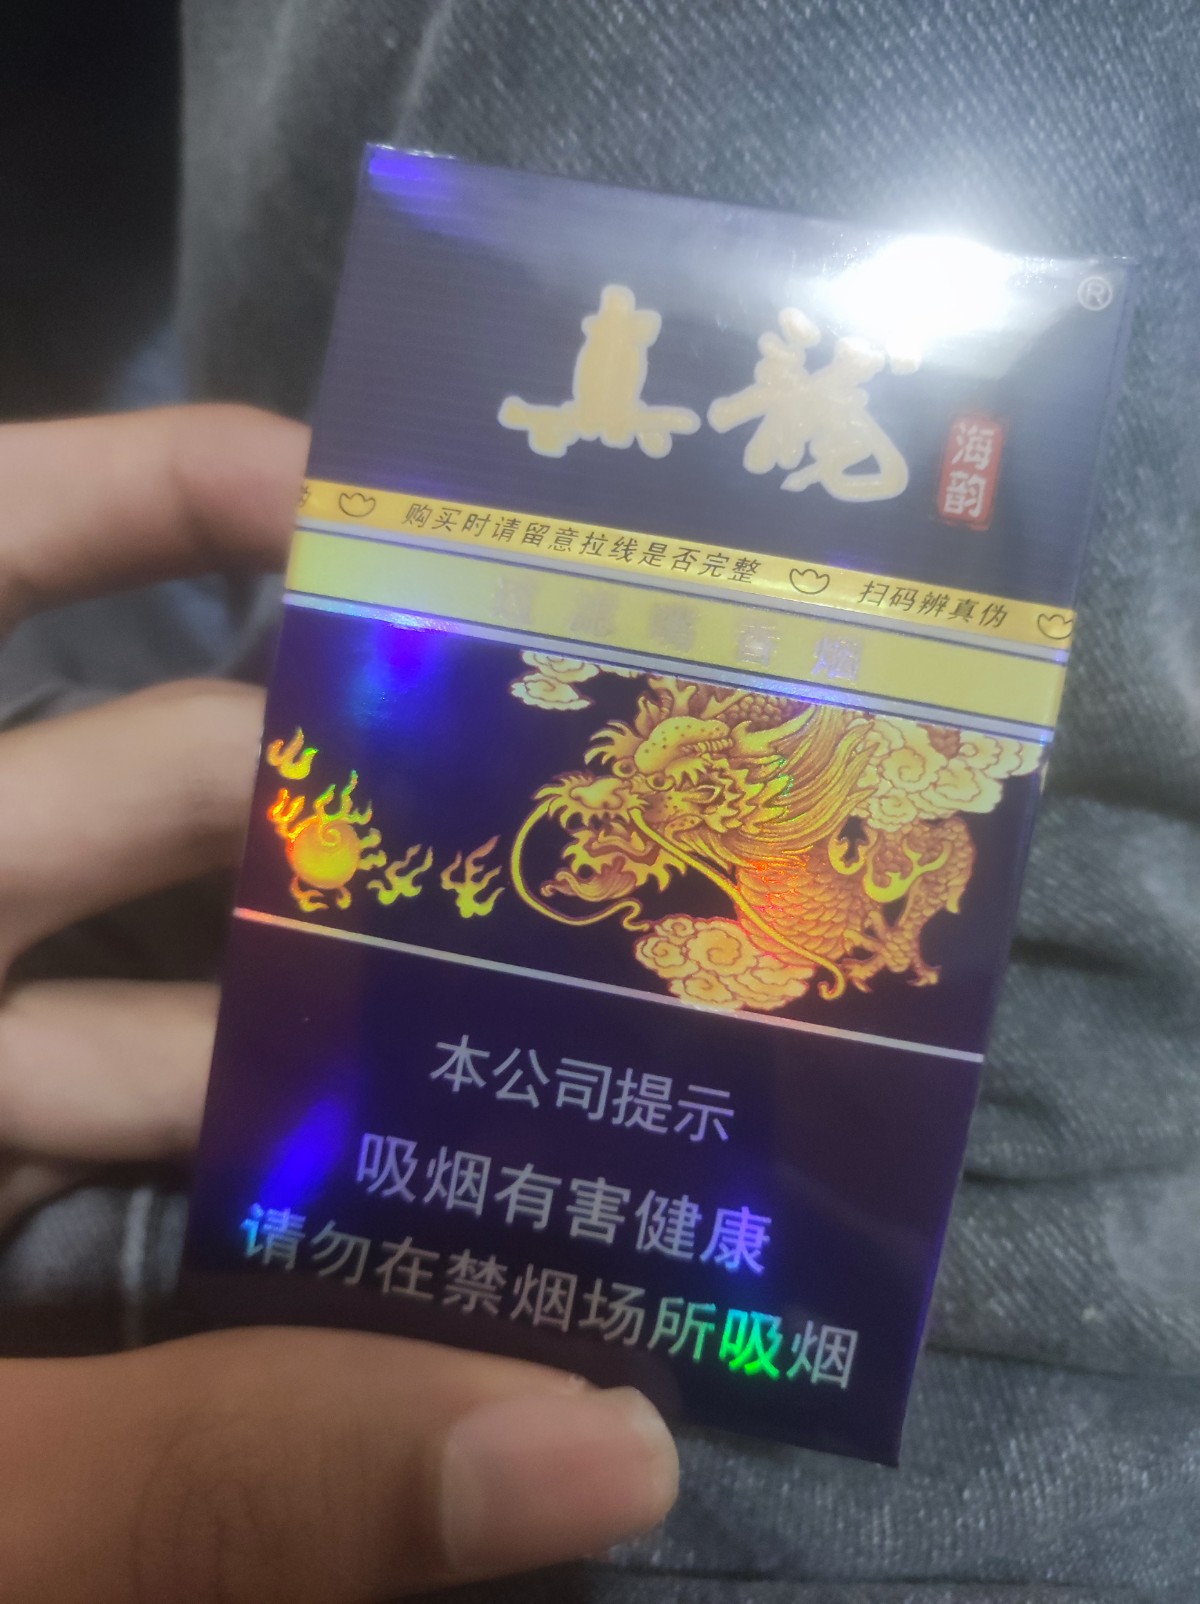 真龍
®
海韵
购买时请留意拉线是否完整 扫码辨真伪
本公司提示
吸烟有害健康
请勿在禁烟场所吸烟